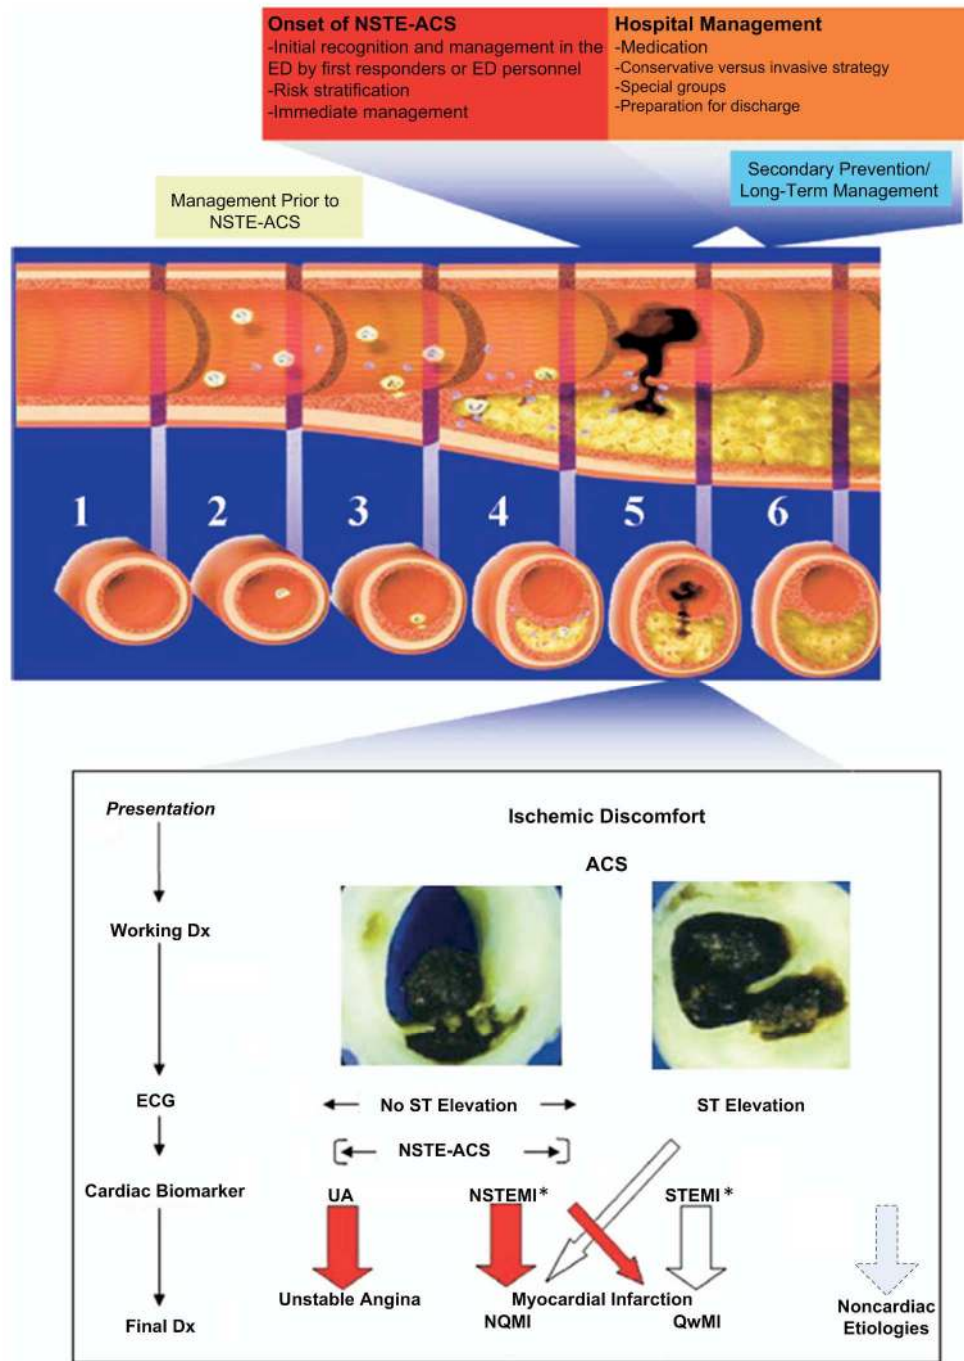 Onset of NSTE-ACS
-Initial recognition and management in the
ED by first responders or ED personnel
-Risk stratification
-Immediate management
Hospital Management
-Medication
-Conservative versus invasive strategy
-Special groups
-Preparation for discharge
Secondary Prevention/
Long-Term Management
Management Prior to
NSTE-ACS
1 2 3 4 5 6
Presentation
Ischemic Discomfort
ACS
Working Dx
ECG
No ST Elevation
ST Elevation
NSTE-ACS
Cardiac Biomarker
UA
NSTEMI*
STEMI*
Unstable Angina
Myocardial Infarction
Noncardiac
Etiologies
Final Dx
NQMI
QwMI